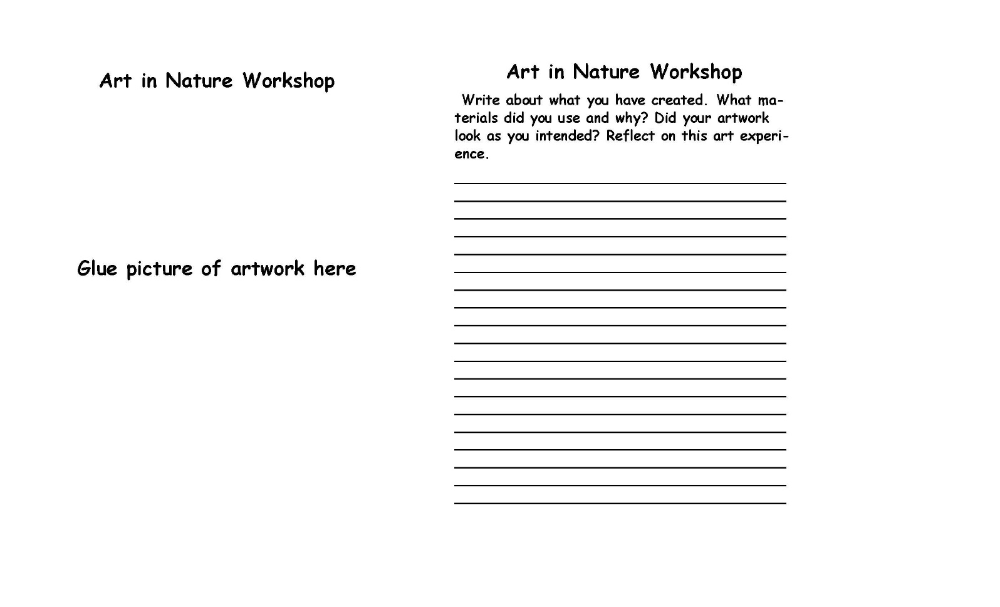 Art in Nature Workshop
Glue picture of artwork here
Art in Nature Workshop
Write about what you have created. What ma-
terials did you use and why? Did your artwork
look as you intended? Reflect on this art experi-
ence.